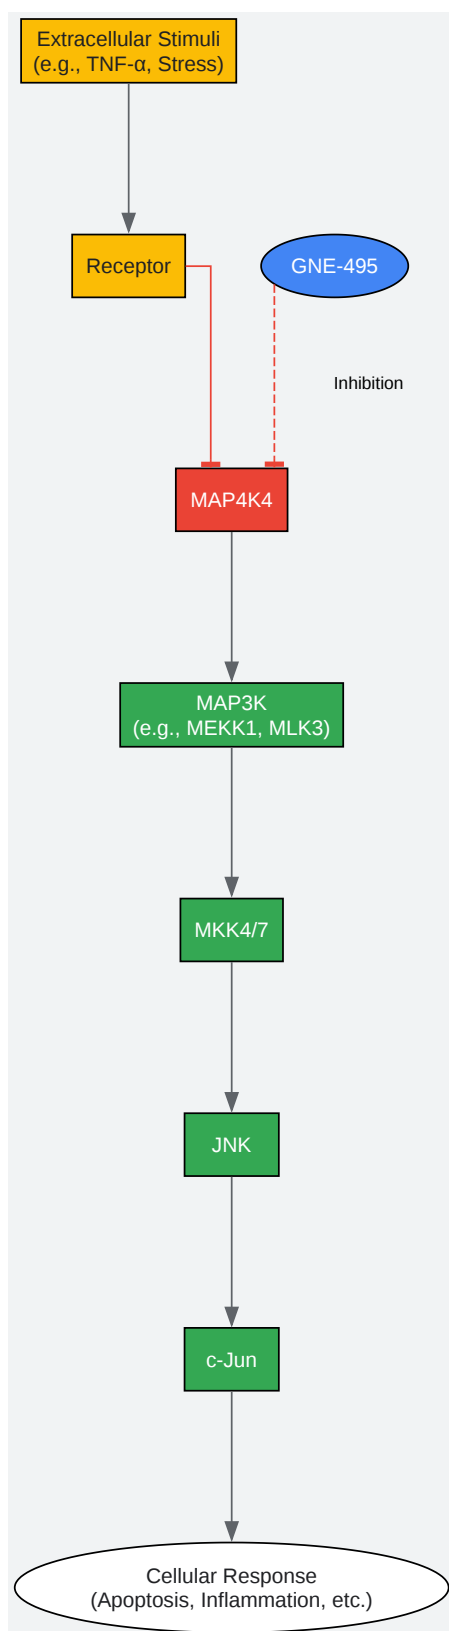 Extracellular Stimuli
(e.g., TNF-α, Stress)
Receptor
GNE-495
Inhibition
MAP4K4
MAP3K
(e.g., MEKK1, MLK3)
MKK4/7
JNK
c-Jun
Cellular Response
(Apoptosis, Inflammation, etc.)